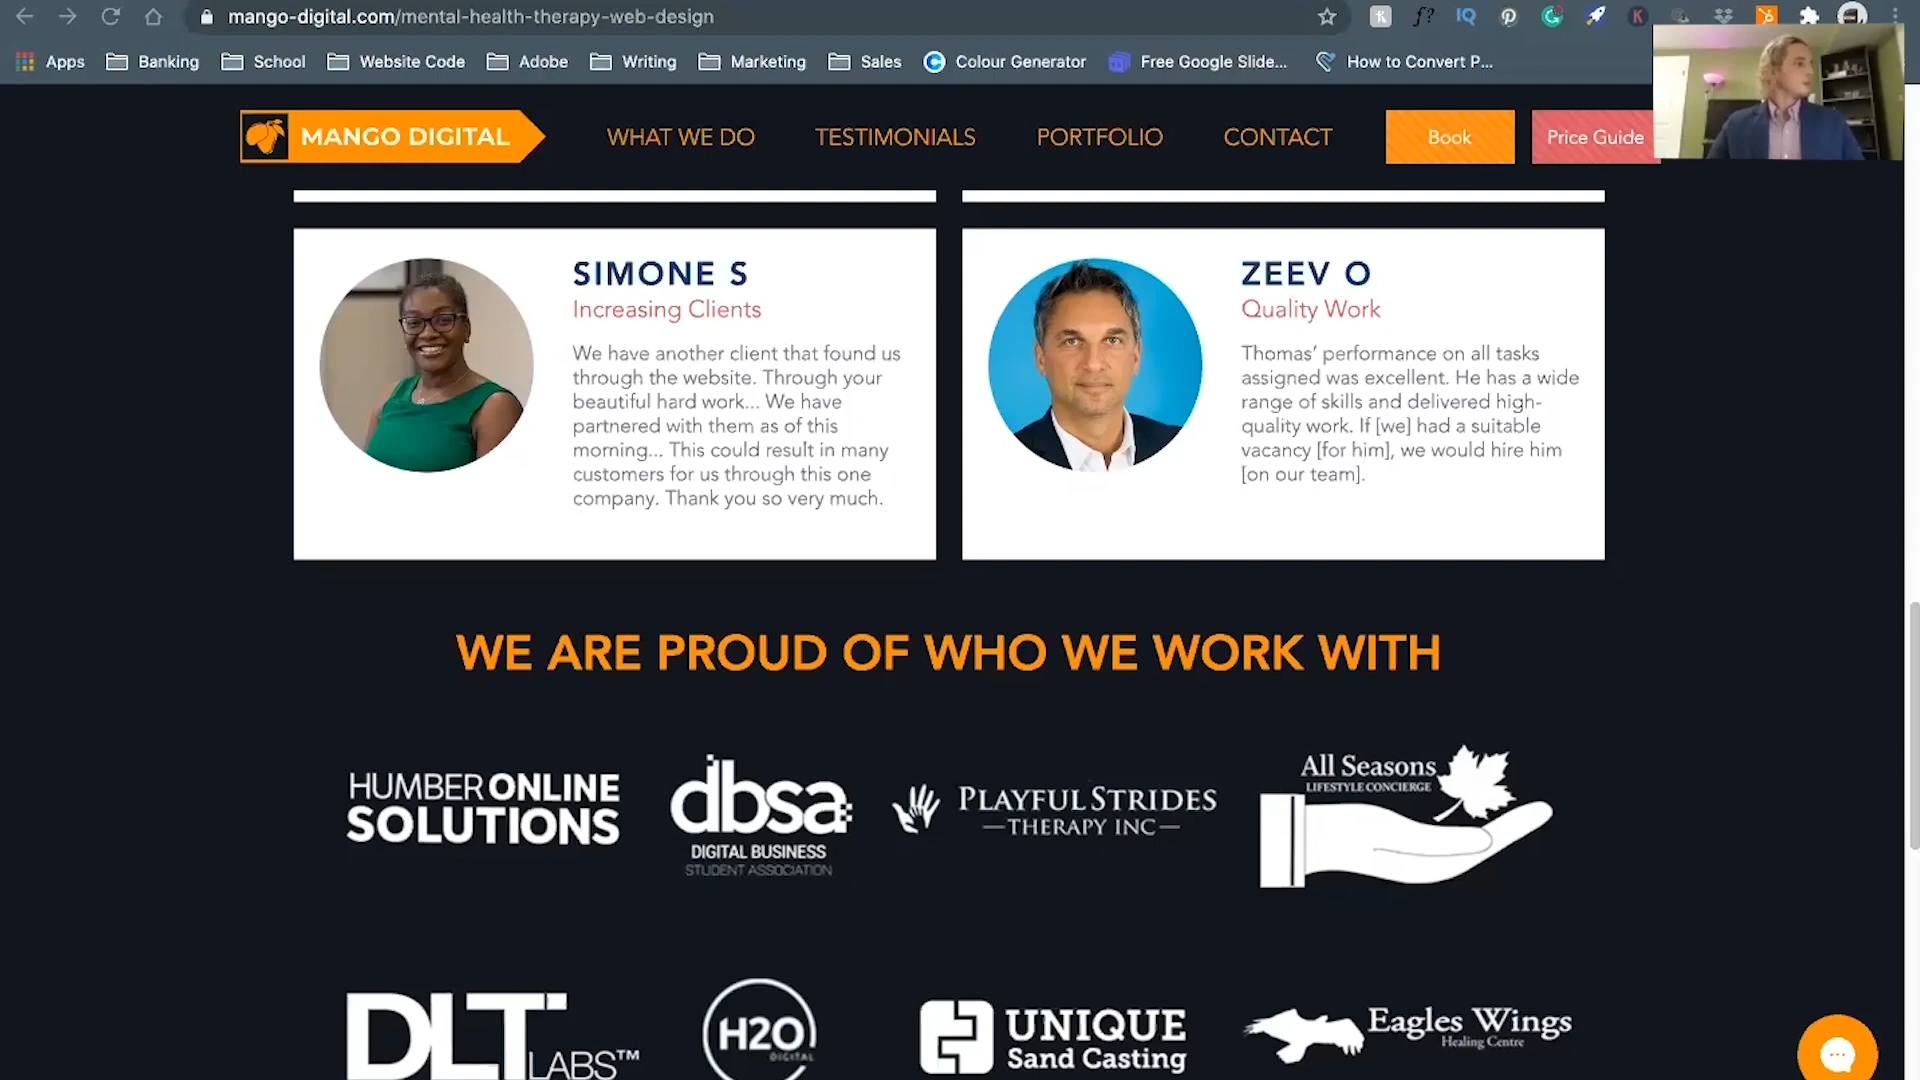 mango-digital.com/mental-health-therapy-web-design
Apps
Banking
School
Website Code
Adobe
Writing
Marketing
Sales
Colour Generator
Free Google Slide...
How to Convert P...
MANGO DIGITAL
WHAT WE DO
TESTIMONIALS
PORTFOLIO
CONTACT
Book
Price Guide
SIMONE S
Increasing Clients
We have another client that found us
through the website. Through your
beautiful hard work... We have
partnered with them as of this
morning... This could result in many
customers for us through this one
company. Thank you so very much.
ZEEV O
Quality Work
Thomas’ performance on all tasks
assigned was excellent. He has a wide
range of skills and delivered high-
quality work. If [we] had a suitable
vacancy [for him], we would hire him
[on our team].
WE ARE PROUD OF WHO WE WORK WITH
HUMBER ONLINE
SOLUTIONS
dbsa
DIGITAL BUSINESS
STUDENT ASSOCIATION
PLAYFUL STRIDES
—THERAPY INC—
All Seasons
LIFESTYLE CONCIERGE
DLT
LABS™
H2O
DIGITAL
UNIQUE
Sand Casting
Eagles Wings
Healing Centre